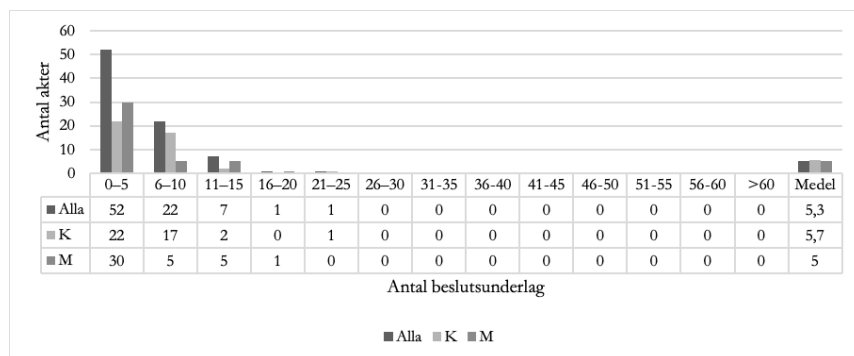 60
50
40
30
20
10
0
Antal akter
0–5 6–10 11–15 16–20 21–25 26–30 31-35 36-40 41-45 46-50 51-55 56-60 >60 Medel
Alla 52 22 7 1 1 0 0 0 0 0 0 0 0 5,3
K 22 17 2 0 1 0 0 0 0 0 0 0 0 5,7
M 30 5 5 1 0 0 0 0 0 0 0 0 0 5
Antal beslutsunderlag
Alla K M